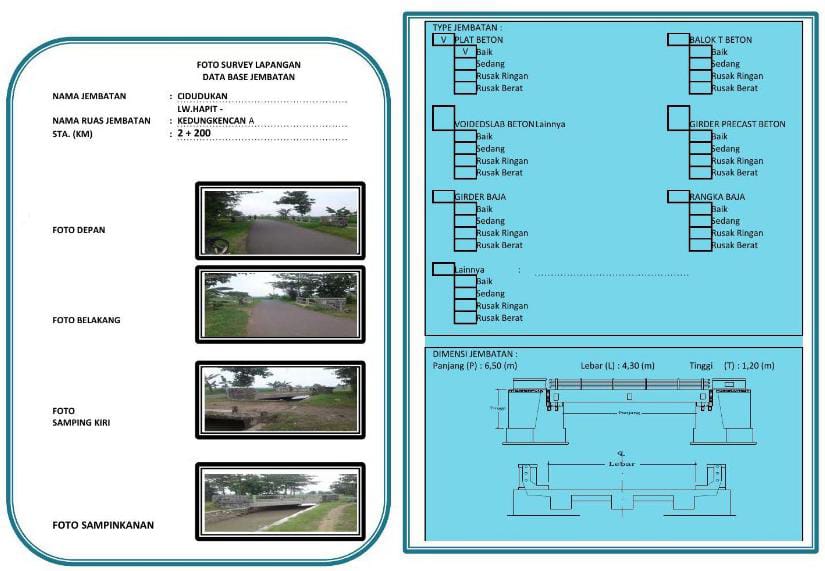 FOTO SURVEY LAPANGAN
DATA BASE JEMBATAN
NAMA JEMBATAN : CIDUDUKAN
LW.HAPIT -
NAMA RUAS JEMBATAN : KEDUNGKENCAN A
STA. (KM) : 2 + 200
FOTO DEPAN
FOTO BELAKANG
FOTO
SAMPING KIRI
FOTO SAMPINKANAN
TYPE JEMBATAN :
V PLAT BETON
V Baik
Sedang
Rusak Ringan
Rusak Berat
BALOK T BETON
Baik
Sedang
Rusak Ringan
Rusak Berat
VOIDEDSLAB BETONLainnya
Baik
Sedang
Rusak Ringan
Rusak Berat
GIRDER PRECAST BETON
Baik
Sedang
Rusak Ringan
Rusak Berat
GIRDER BAJA
Baik
Sedang
Rusak Ringan
Rusak Berat
RANGKA BAJA
Baik
Sedang
Rusak Ringan
Rusak Berat
Lainnya :
Baik
Sedang
Rusak Ringan
Rusak Berat
DIMENSI JEMBATAN :
Panjang (P) : 6,50 (m) Lebar (L) : 4,30 (m) Tinggi (T) : 1,20 (m)
Tinggi
Panjang
Lebar